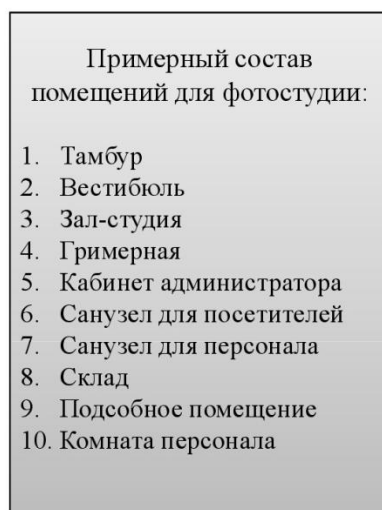 Примерный состав
помещений для фотостудии:
1. Тамбур
2. Вестибюль
3. Зал-студия
4. Гримерная
5. Кабинет администратора
6. Санузел для посетителей
7. Санузел для персонала
8. Склад
9. Подсобное помещение
10. Комната персонала